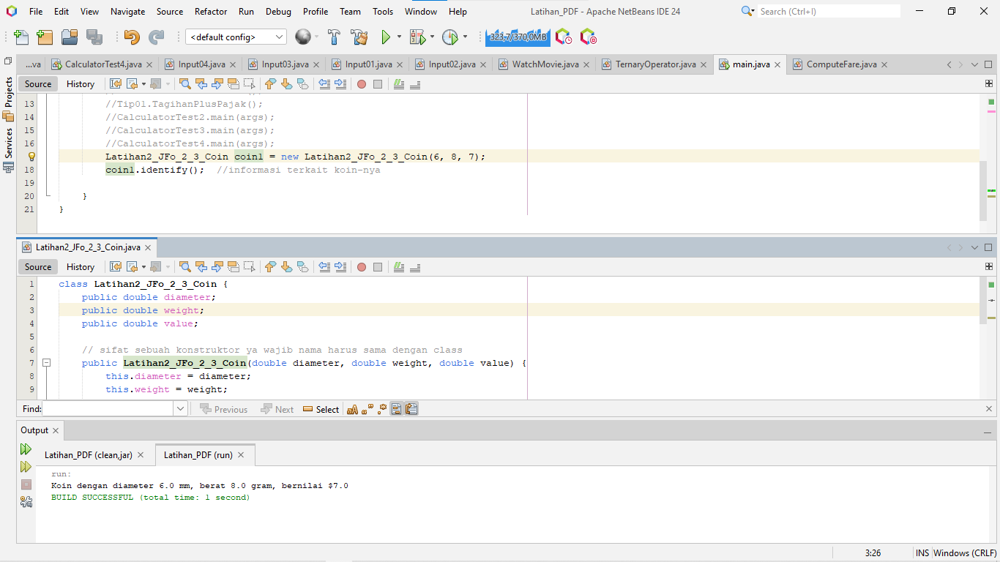 File Edit View Navigate Source Refactor Run Debug Profile Team Tools Window Help
Latihan_PDF - Apache NetBeans IDE 24
Search (Ctrl+I)
<default config>
323,7/370,0MB
...va CalculatorTest4.java Input04.java Input03.java Input01.java Input02.java WatchMovie.java TernaryOperator.java main.java ComputeFare.java
Projects
Services
Source History
13 //Tip01.TagihanPlusPajak();
14 //CalculatorTest2.main(args);
15 //CalculatorTest3.main(args);
16 //CalculatorTest4.main(args);
Latihan2_JFo_2_3_Coin coin1 = new Latihan2_JFo_2_3_Coin(6, 8, 7);
18 coin1.identify(); //informasi terkait koin-nya
19
20 }
21 }
Latihan2_JFo_2_3_Coin.java
Source History
1 class Latihan2_JFo_2_3_Coin {
2 public double diameter;
3 public double weight;
4 public double value;
5
6 // sifat sebuah konstruktor ya wajib nama harus sama dengan class
7 public Latihan2_JFo_2_3_Coin(double diameter, double weight, double value) {
8 this.diameter = diameter;
9 this.weight = weight;
Find: Previous Next Select
Output
Latihan_PDF (clean,jar) Latihan_PDF (run)
run:
Koin dengan diameter 6.0 mm, berat 8.0 gram, bernilai $7.0
BUILD SUCCESSFUL (total time: 1 second)
3:26 INS Windows (CRLF)